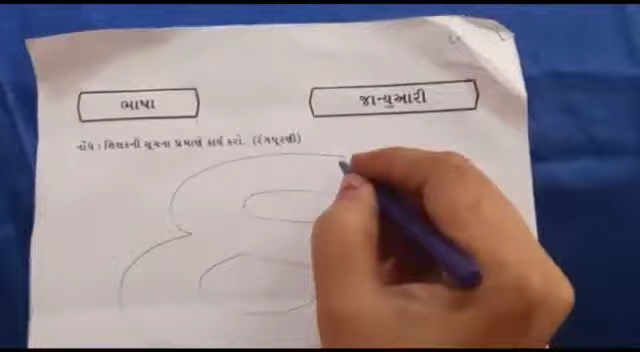 ભાષા
જાન્યુઆરી
નોંધ : શિક્ષકની સૂચના પ્રમાણે કાર્ય કરો. (રંગપૂરણી)